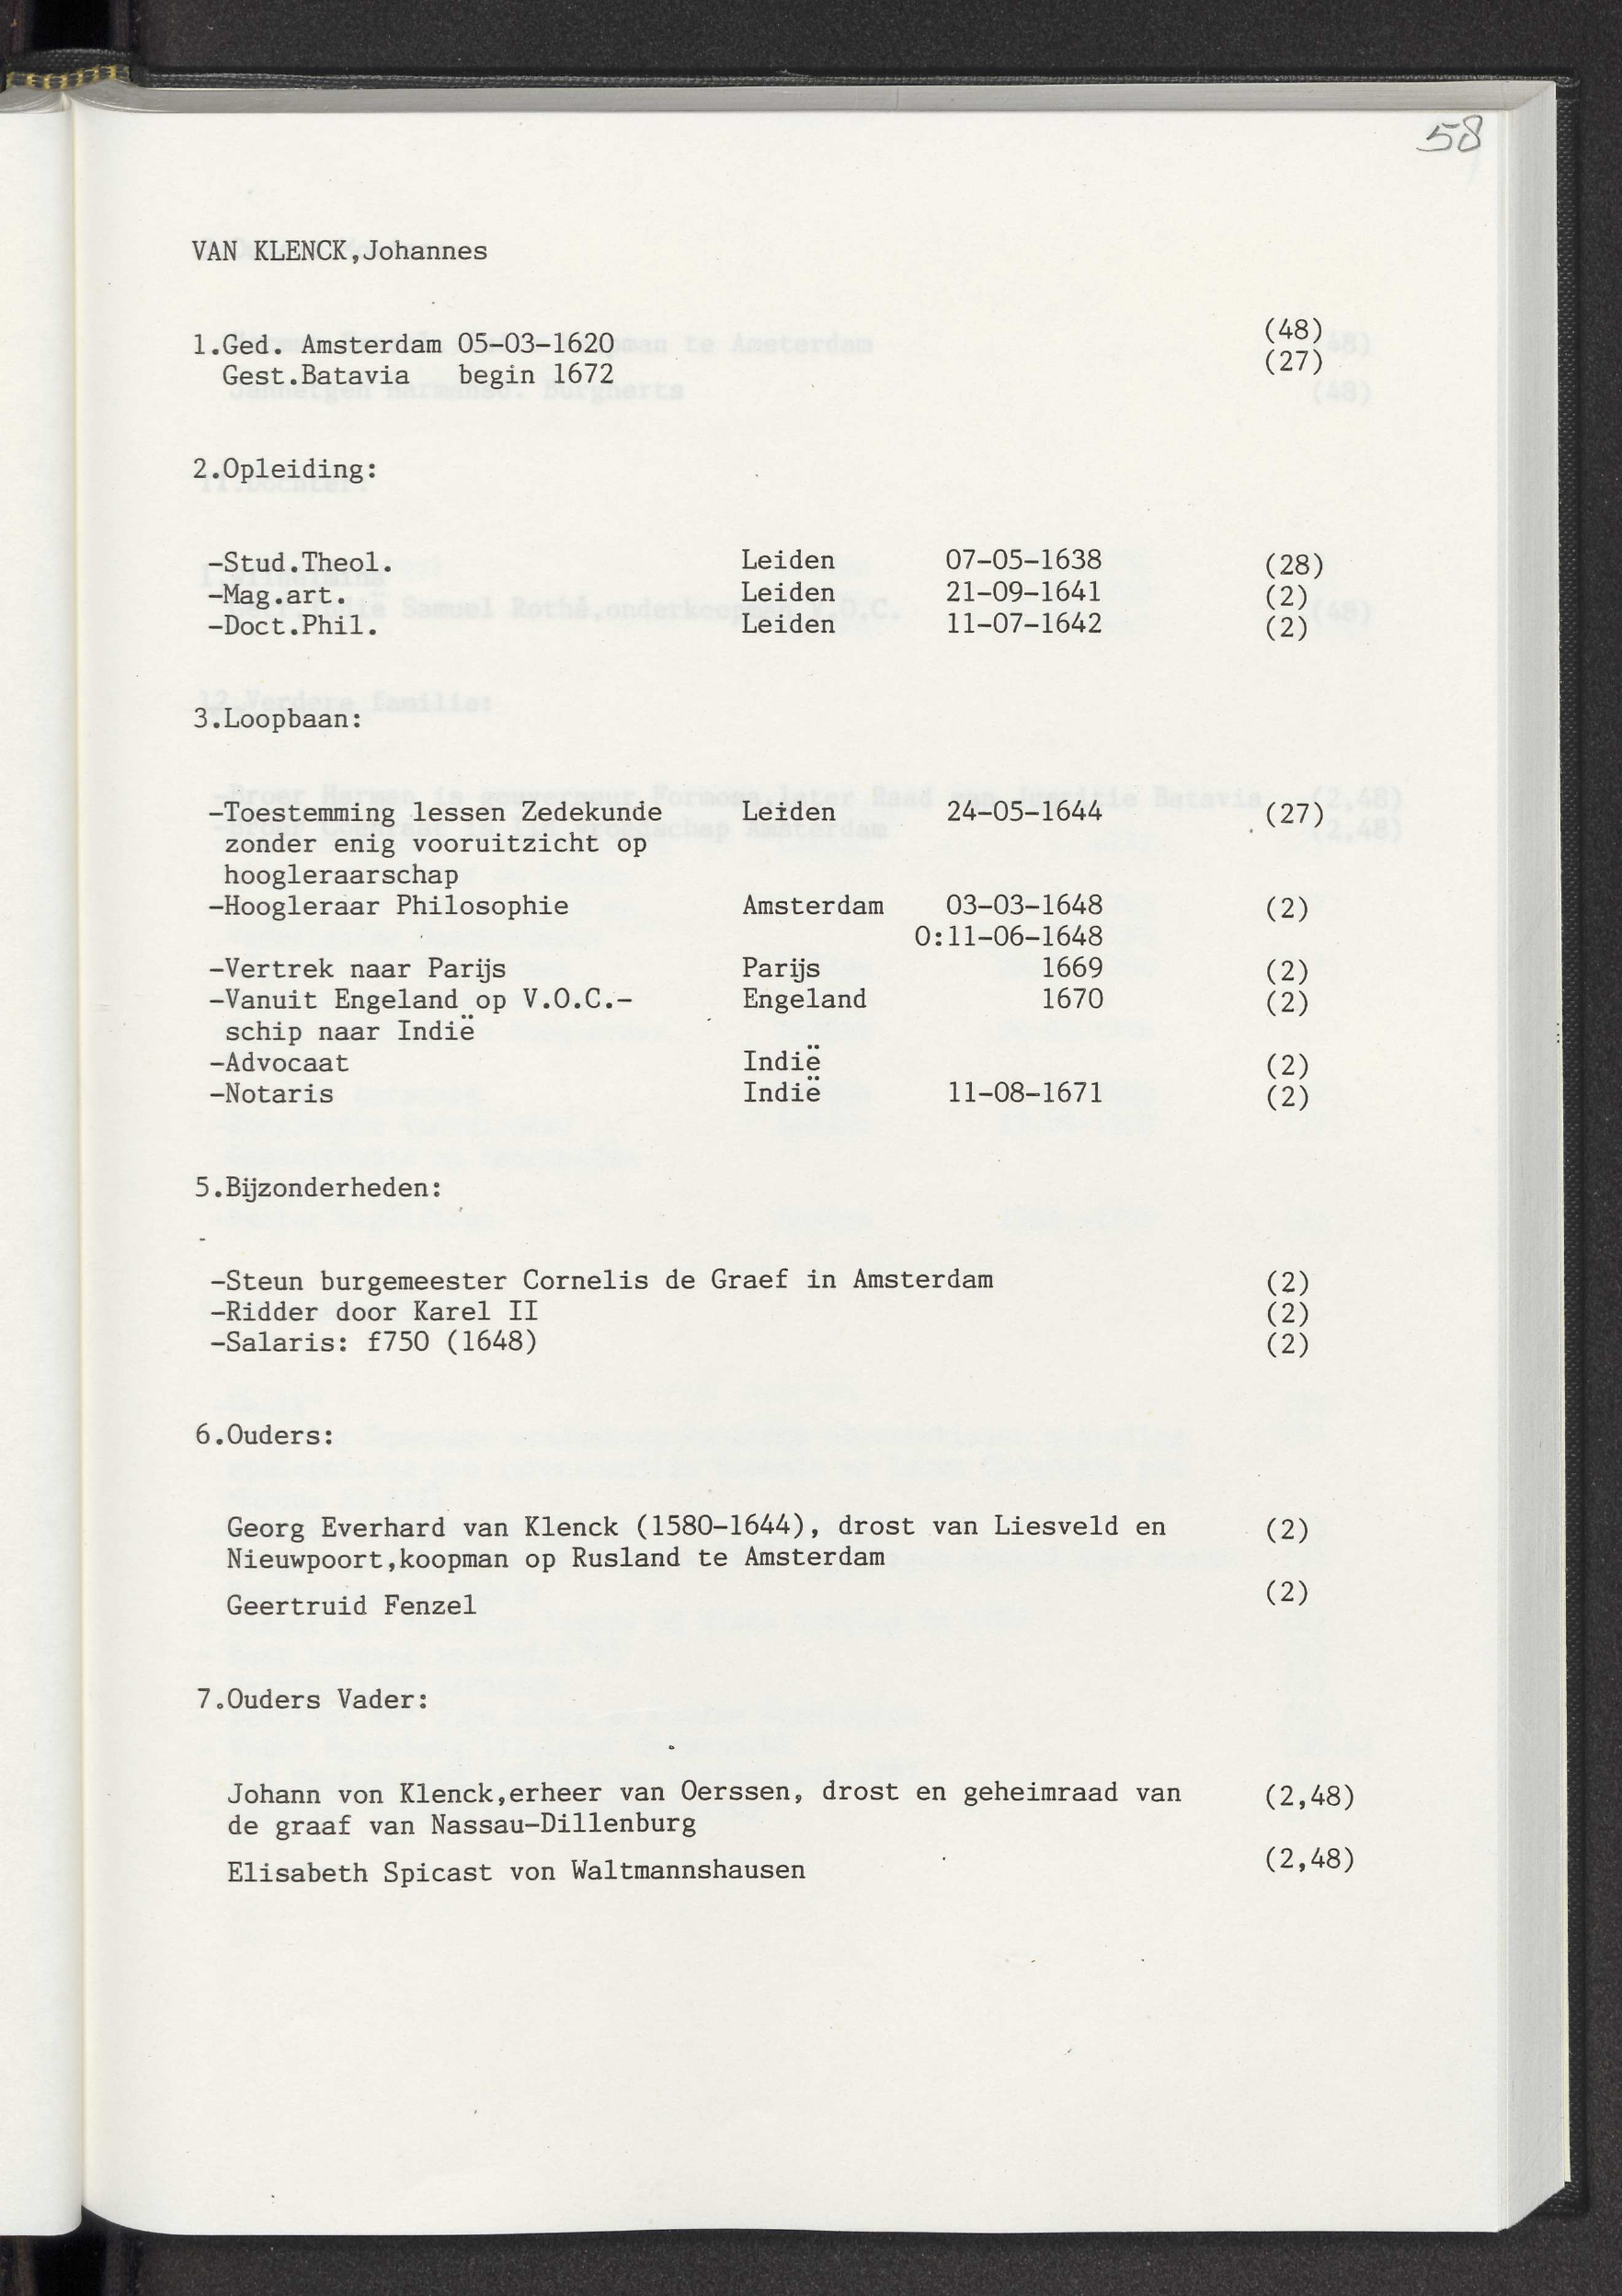 58
VAN KLENCK,Johannes
1.Ged. Amsterdam 05-03-1620 (48)
Gest.Batavia begin 1672 (27)
2.Opleiding:
-Stud.Theol. Leiden 07-05-1638 (28)
-Mag.art. Leiden 21-09-1641 (2)
-Doct.Phil. Leiden 11-07-1642 (2)
3.Loopbaan:
-Toestemming lessen Zedekunde Leiden 24-05-1644 (27)
zonder enig vooruitzicht op
hoogleraarschap
-Hoogleraar Philosophie Amsterdam 03-03-1648 (2)
O:11-06-1648
-Vertrek naar Parijs Parijs 1669 (2)
-Vanuit Engeland op V.O.C.- Engeland 1670 (2)
schip naar Indië
-Advocaat Indië (2)
-Notaris Indië 11-08-1671 (2)
5.Bijzonderheden:
-Steun burgemeester Cornelis de Graef in Amsterdam (2)
-Ridder door Karel II (2)
-Salaris: f750 (1648) (2)
6.Ouders:
Georg Everhard van Klenck (1580-1644), drost van Liesveld en (2)
Nieuwpoort,koopman op Rusland te Amsterdam
Geertruid Fenzel (2)
7.Ouders Vader:
Johann von Klenck,erheer van Oerssen, drost en geheimraad van (2,48)
de graaf van Nassau-Dillenburg
Elisabeth Spicast von Waltmannshausen (2,48)